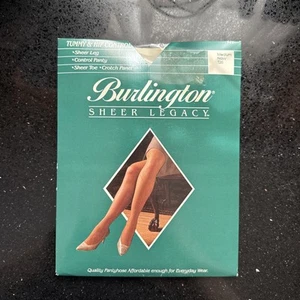 TUMMY & HIP CONTROL
•Sheer Leg
•Control Panty
•Sheer Toe •Crotch Panel
Burlington®
SHEER LEGACY
Quality Pantyhose Affordable enough for Everyday Wear